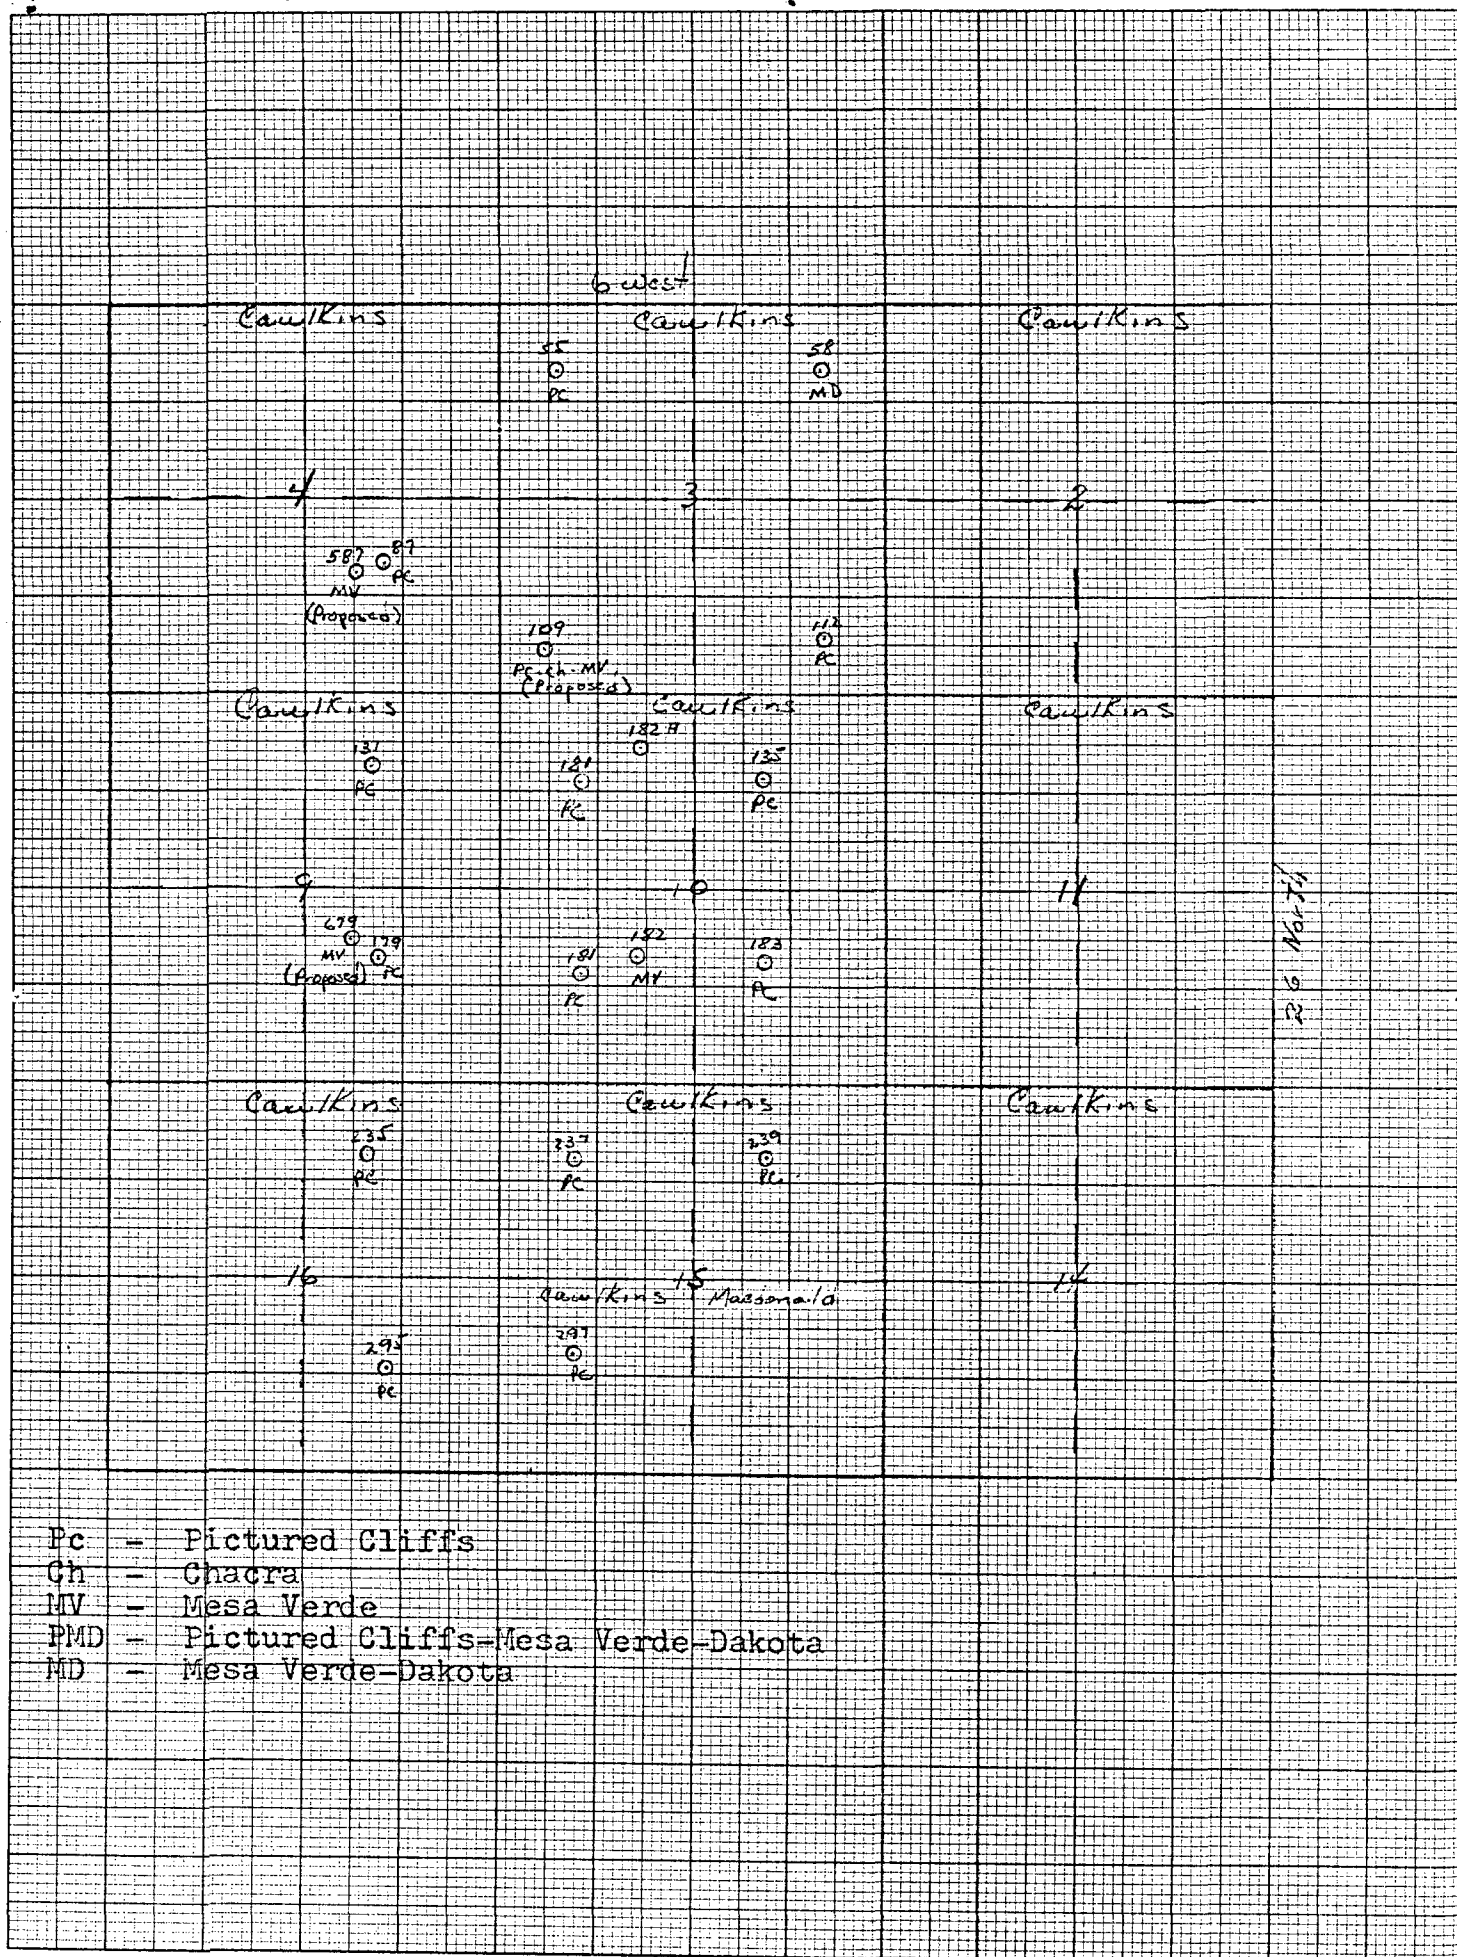 6 west
Caulkins Caulkins Caulkins
55 58
PC MD
4 3 2
587 87
MV PC
(Proposed)
109 112
PC-Ch-MV PC
(Proposed)
Caulkins Caulkins Caulkins
182 A
131 181 135
PC PC PC
9 10 11
26 North
679 179 181 182 183
MV PC PC MV PC
(Proposed)
Caulkins Caulkins Caulkins
235 237 239
PC PC PC
16 15 14
Caulkins
295 297
PC PC
Pc - Pictured Cliffs
Ch - Chacra
MV - Mesa Verde
PMD - Pictured Cliffs-Mesa Verde-Dakota
MD - Mesa Verde-Dakota